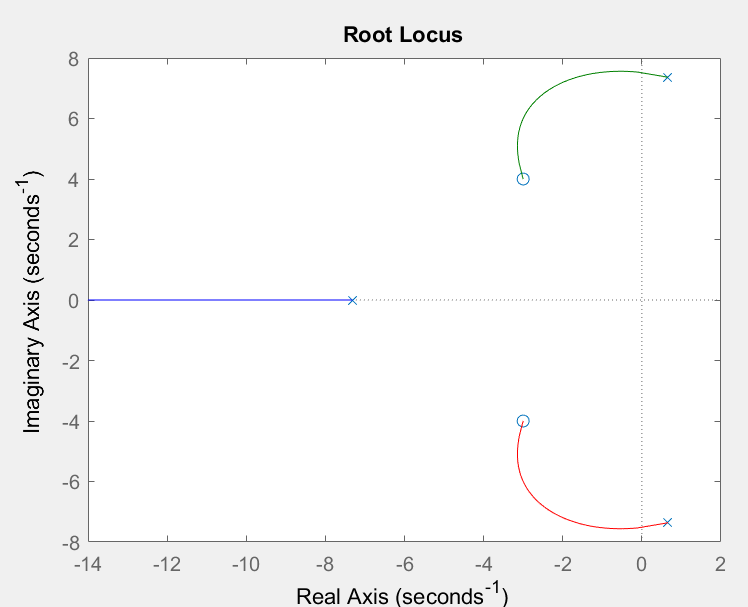 Root Locus
8
6
4
2
0
-2
-4
-6
-8
Imaginary Axis (seconds⁻¹)
-14 -12 -10 -8 -6 -4 -2 0 2
Real Axis (seconds⁻¹)